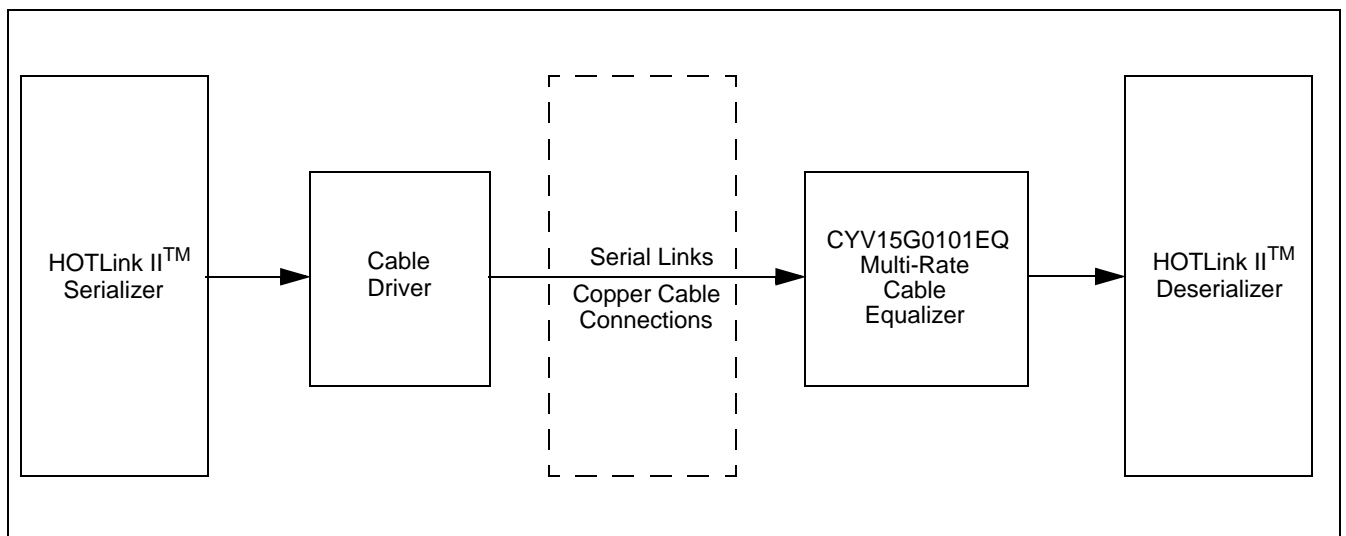 HOTLink II™
Serializer
Cable
Driver
Serial Links
Copper Cable
Connections
CYV15G0101EQ
Multi-Rate
Cable
Equalizer
HOTLink II™
Deserializer